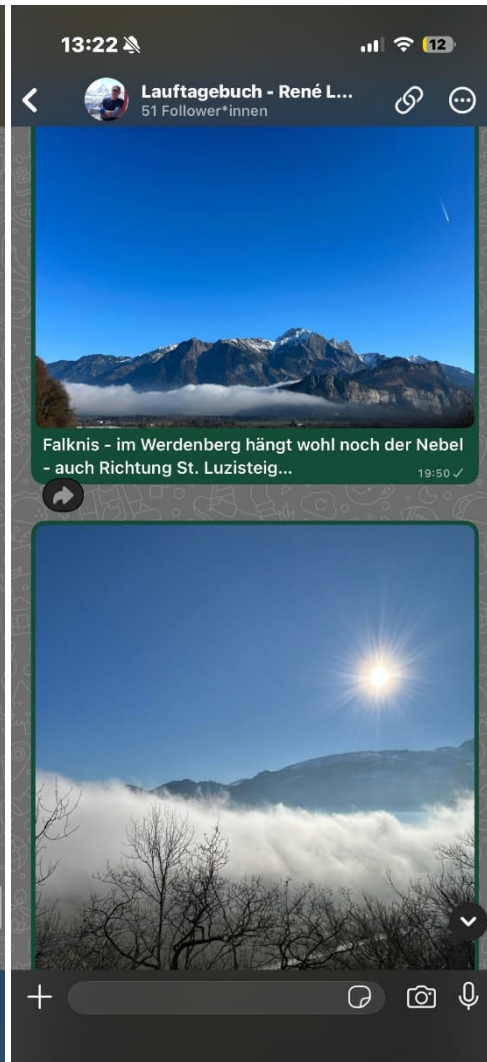 13:22
12
Lauftagebuch - René L...
51 Follower*innen
Falknis - im Werdenberg hängt wohl noch der Nebel
- auch Richtung St. Luzisteig...
19:50